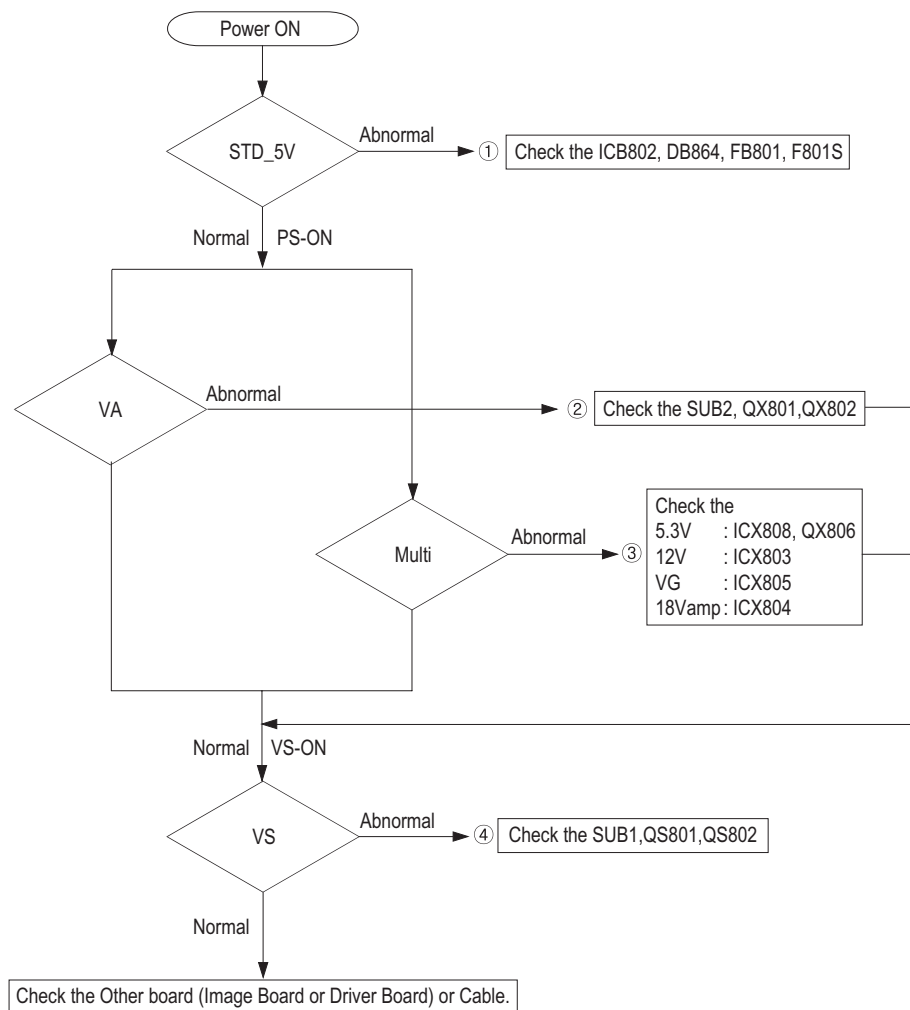 Power ON
STD_5V
Abnormal
① Check the ICB802, DB864, FB801, F801S
Normal PS-ON
VA
Abnormal
② Check the SUB2, QX801,QX802
Multi
Abnormal
③ Check the
5.3V : ICX808, QX806
12V : ICX803
VG : ICX805
18Vamp : ICX804
Normal VS-ON
VS
Abnormal
④ Check the SUB1,QS801,QS802
Normal
Check the Other board (Image Board or Driver Board) or Cable.